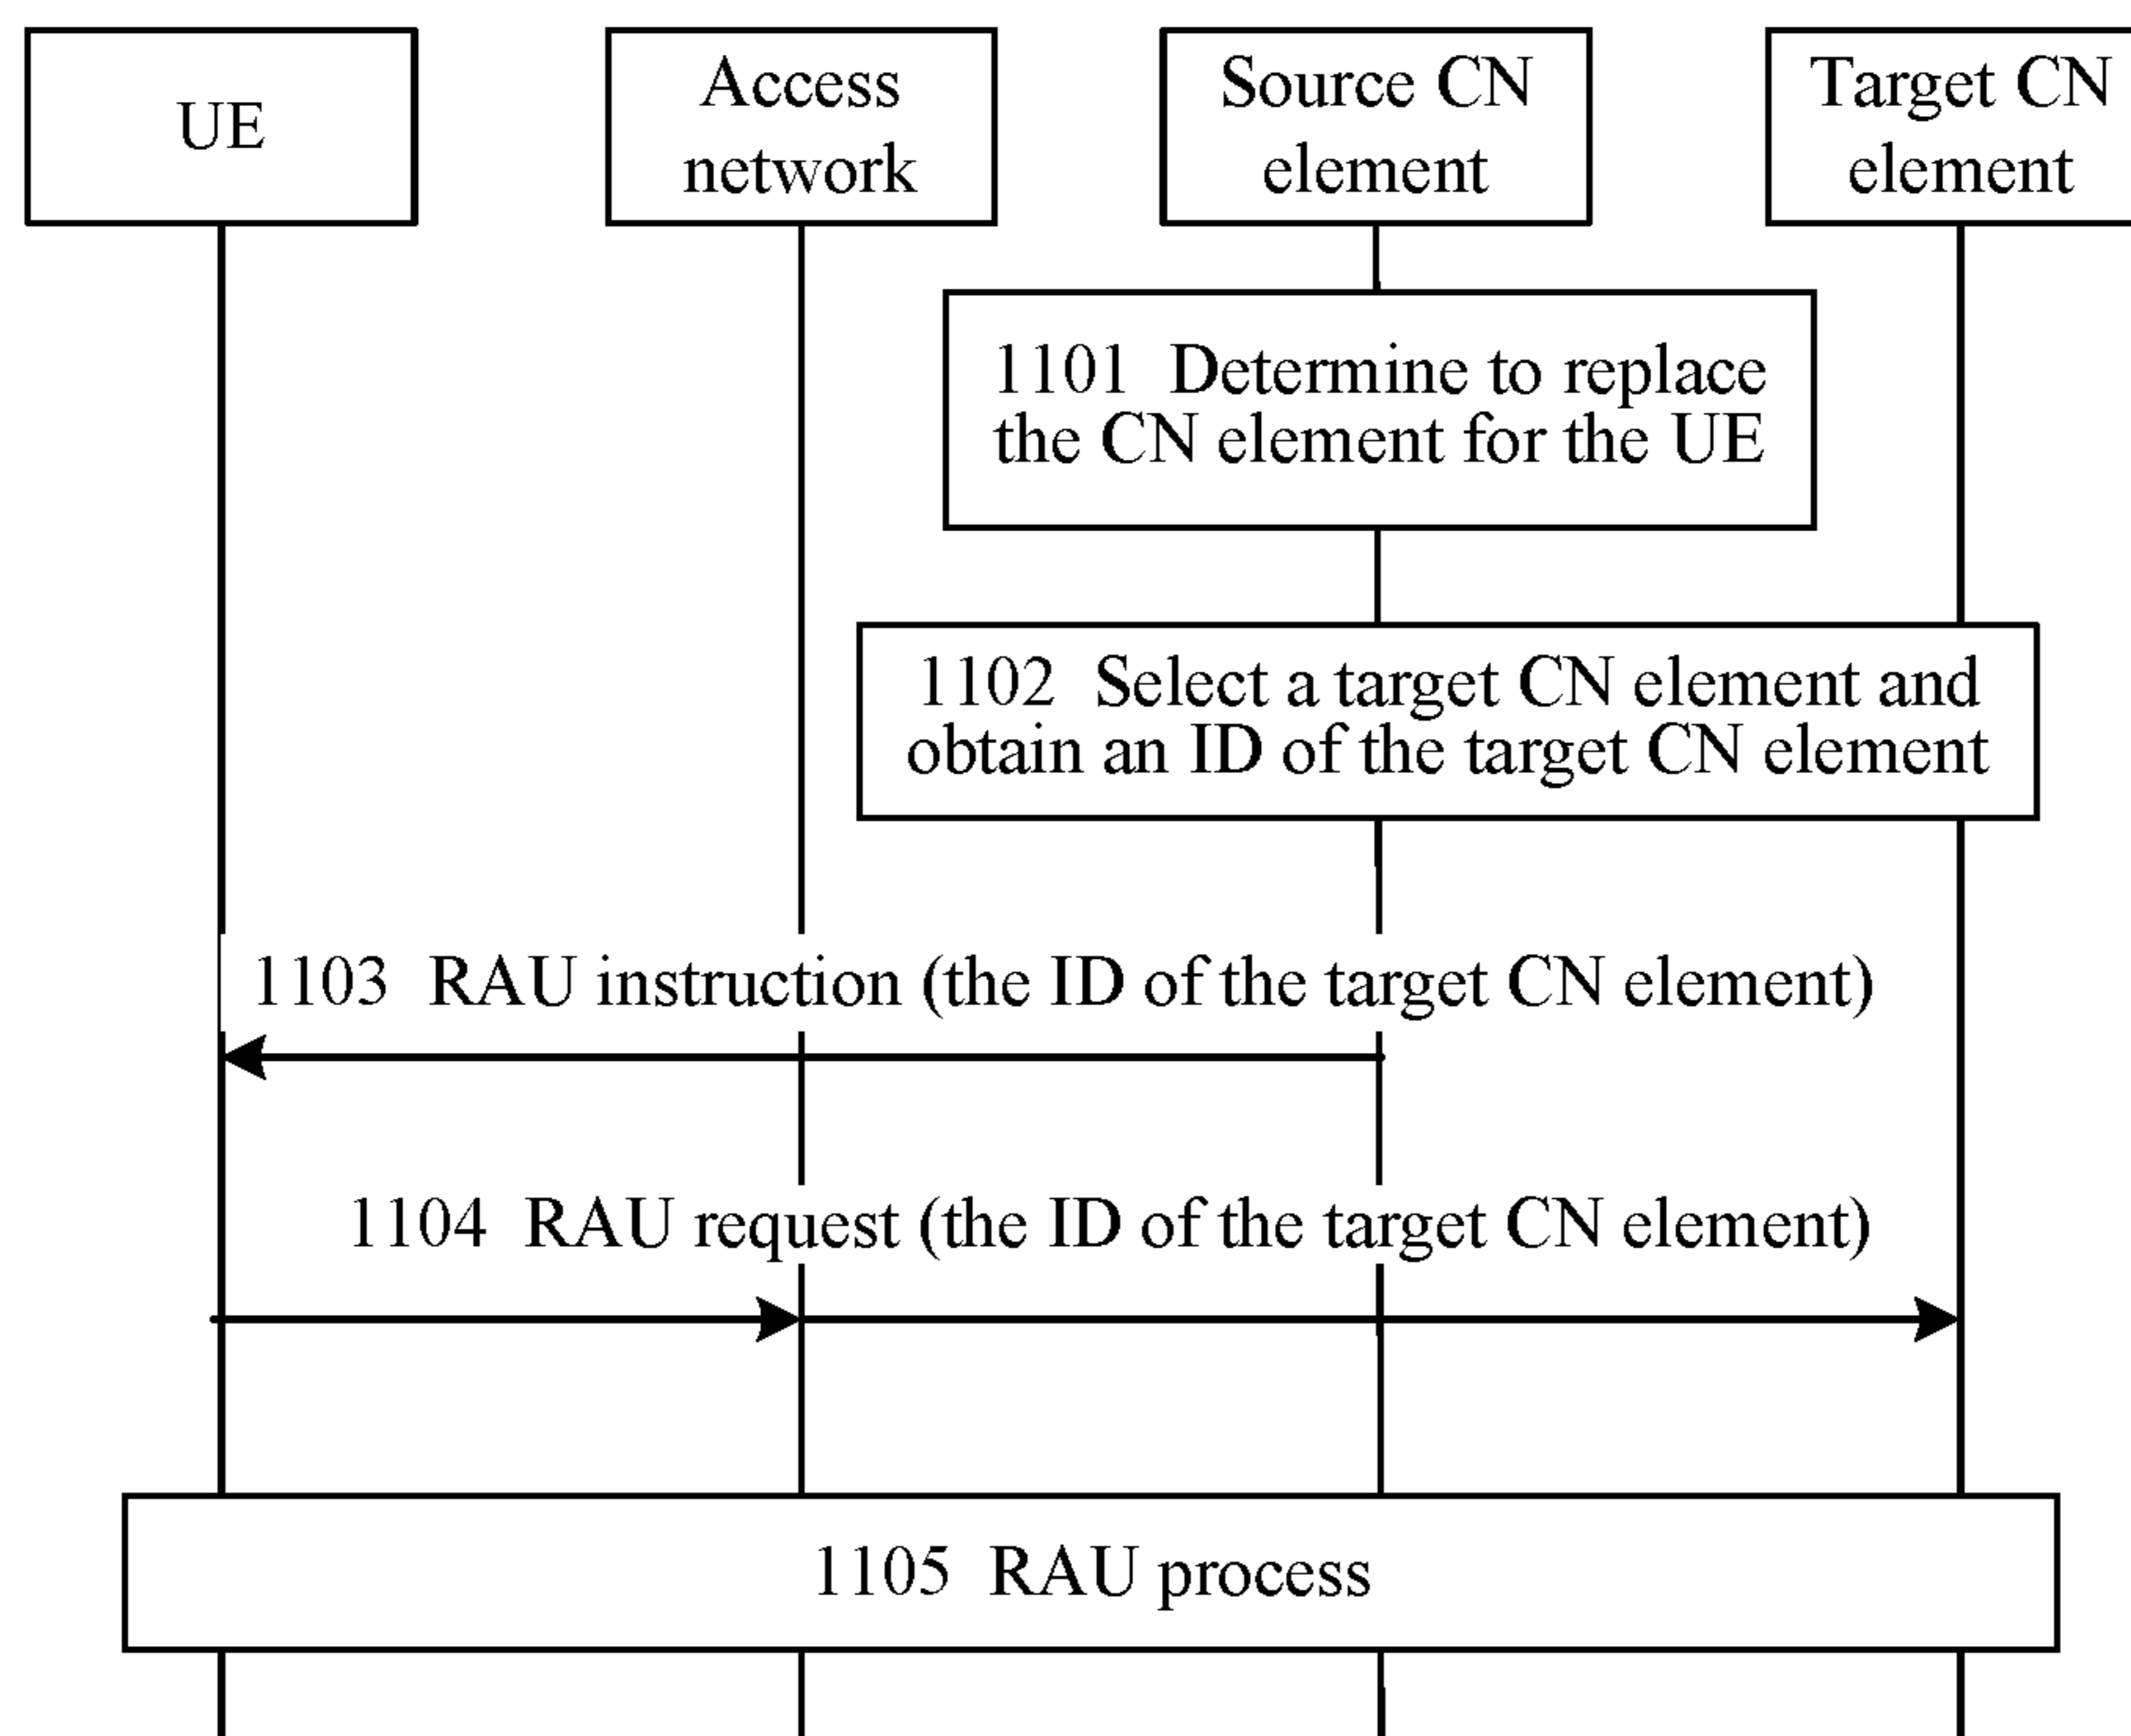 UE
Access
network
Source CN
element
Target CN
element
1101 Determine to replace
the CN element for the UE
1102 Select a target CN element and
obtain an ID of the target CN element
1103 RAU instruction (the ID of the target CN element)
1104 RAU request (the ID of the target CN element)
1105 RAU process